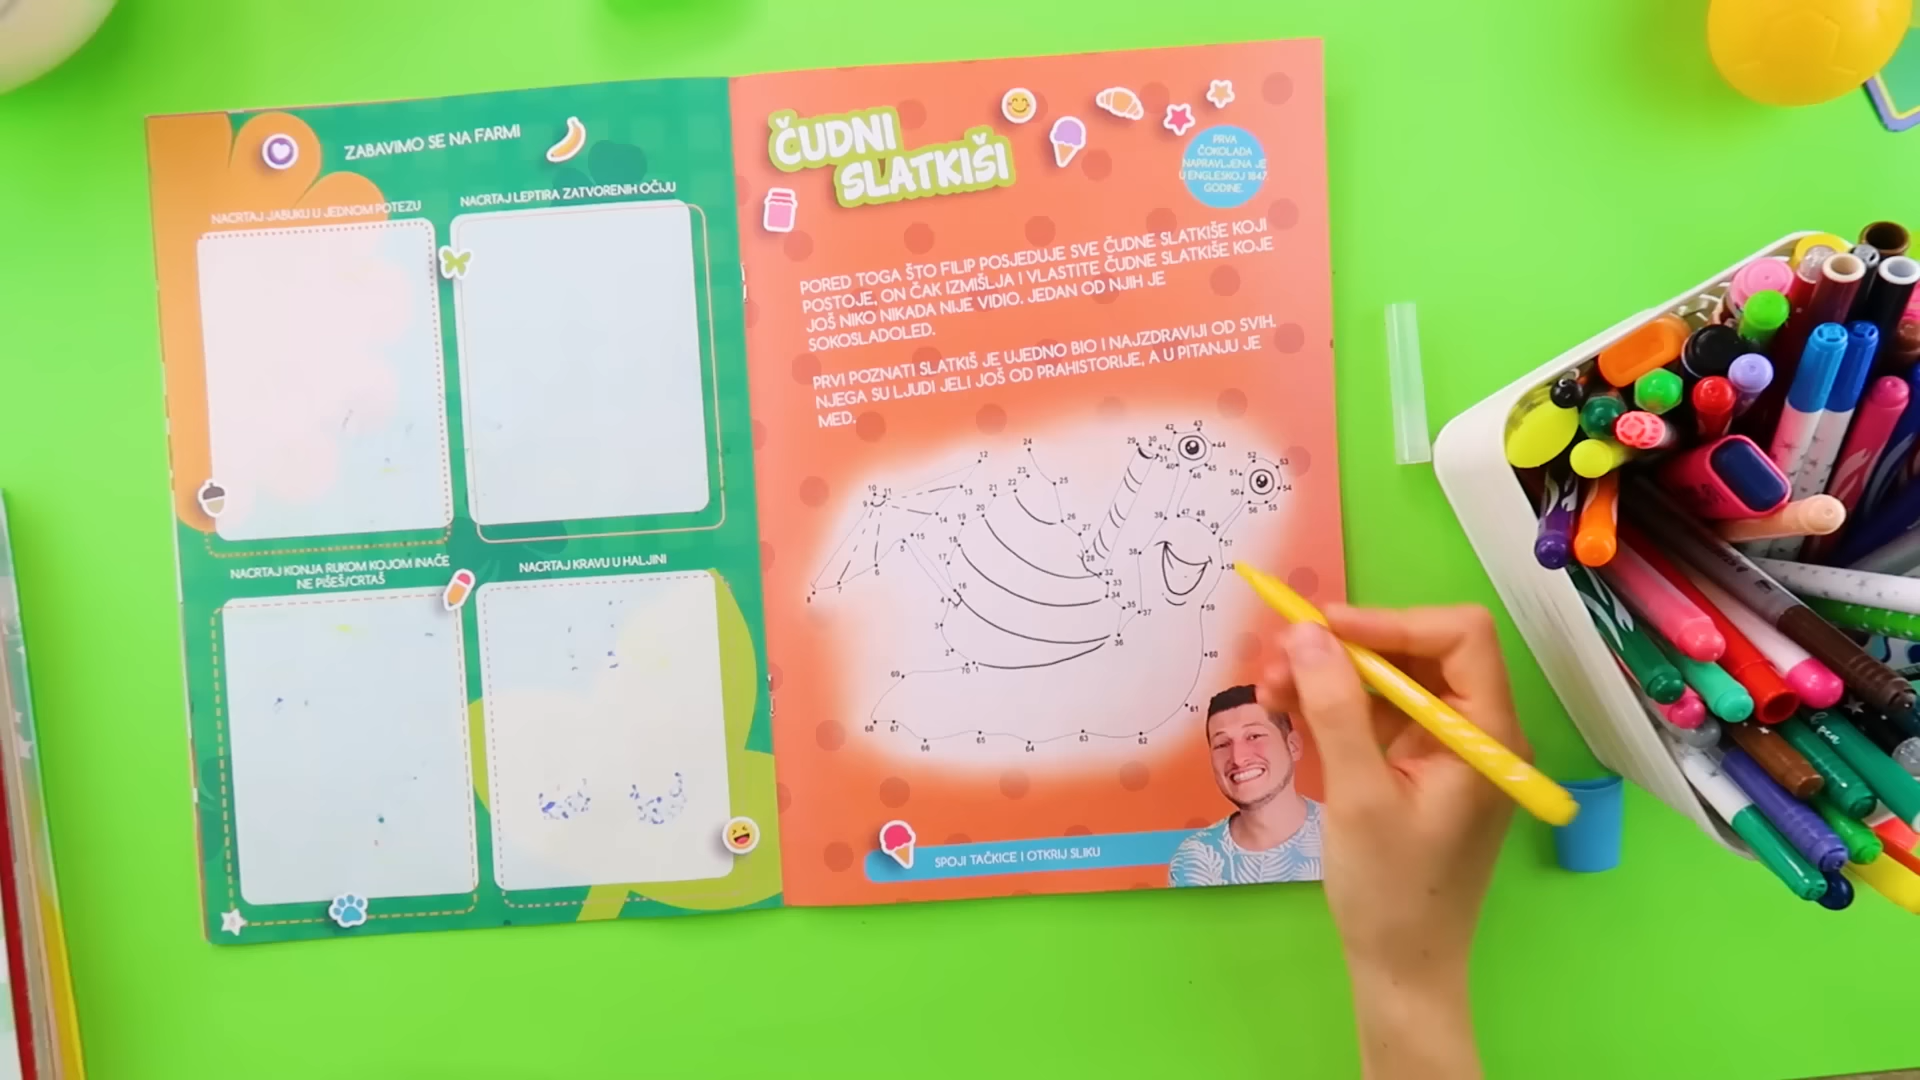 ZABAVIMO SE NA FARMI
NACRTAJ JABUKU U JEDNOM POTEZU
NACRTAJ LEPTIRA ZATVORENIH OČIJU
NACRTAJ KONJA RUKOM KOJOM INAČE
NE PIŠEŠ/CRTAŠ
NACRTAJ KRAVU U HALJINI
ČUDNI
SLATKIŠI
PRVA
ČOKOLADA
NAPRAVLJENA JE
U ENGLESKOJ 1847.
GODINE.
PORED TOGA ŠTO FILIP POSJEDUJE SVE ČUDNE SLATKIŠE KOJI
POSTOJE, ON ČAK IZMIŠLJA I VLASTITE ČUDNE SLATKIŠE KOJE
JOŠ NIKO NIKADA NIJE VIDIO. JEDAN OD NJIH JE
SOKOSLADOLED.
PRVI POZNATI SLATKIŠ JE UJEDNO BIO I NAJZDRAVIJI OD SVIH.
NJEGA SU LJUDI JELI JOŠ OD PRAHISTORIJE, A U PITANJU JE
MED.
SPOJI TAČKICE I OTKRIJ SLIKU